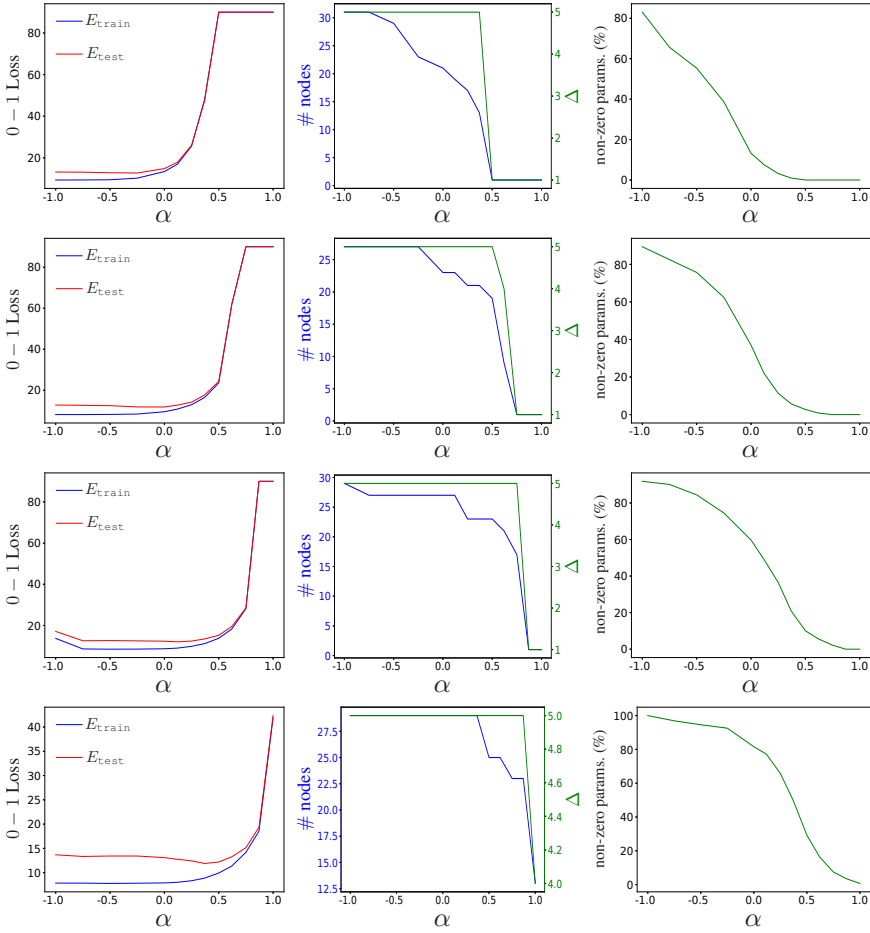 0 − 1 Loss
80
60
40
20
E_train
E_test
-1.0 -0.5 0.0 0.5 1.0
α
# nodes
30
25
20
15
10
5
0
5
4
3
2
1
Δ
-1.0 -0.5 0.0 0.5 1.0
α
non-zero params. (%)
80
60
40
20
0
-1.0 -0.5 0.0 0.5 1.0
α
0 − 1 Loss
80
60
40
20
E_train
E_test
-1.0 -0.5 0.0 0.5 1.0
α
# nodes
25
20
15
10
5
0
5
4
3
2
1
Δ
-1.0 -0.5 0.0 0.5 1.0
α
non-zero params. (%)
80
60
40
20
0
-1.0 -0.5 0.0 0.5 1.0
α
0 − 1 Loss
80
60
40
20
E_train
E_test
-1.0 -0.5 0.0 0.5 1.0
α
# nodes
30
25
20
15
10
5
0
5
4
3
2
1
Δ
-1.0 -0.5 0.0 0.5 1.0
α
non-zero params. (%)
80
60
40
20
0
-1.0 -0.5 0.0 0.5 1.0
α
0 − 1 Loss
40
35
30
25
20
15
10
E_train
E_test
-1.0 -0.5 0.0 0.5 1.0
α
# nodes
27.5
25.0
22.5
20.0
17.5
15.0
12.5
5.0
4.8
4.6
4.4
4.2
4.0
Δ
-1.0 -0.5 0.0 0.5 1.0
α
non-zero params. (%)
100
80
60
40
20
0
-1.0 -0.5 0.0 0.5 1.0
α